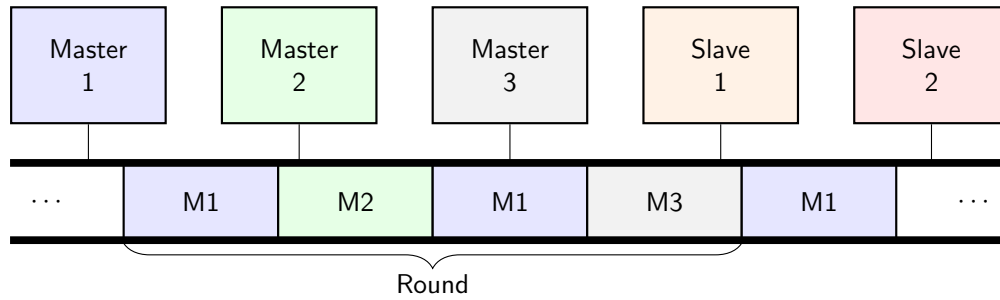 Master
1
Master
2
Master
3
Slave
1
Slave
2
··· M1 M2 M1 M3 M1 ···
Round